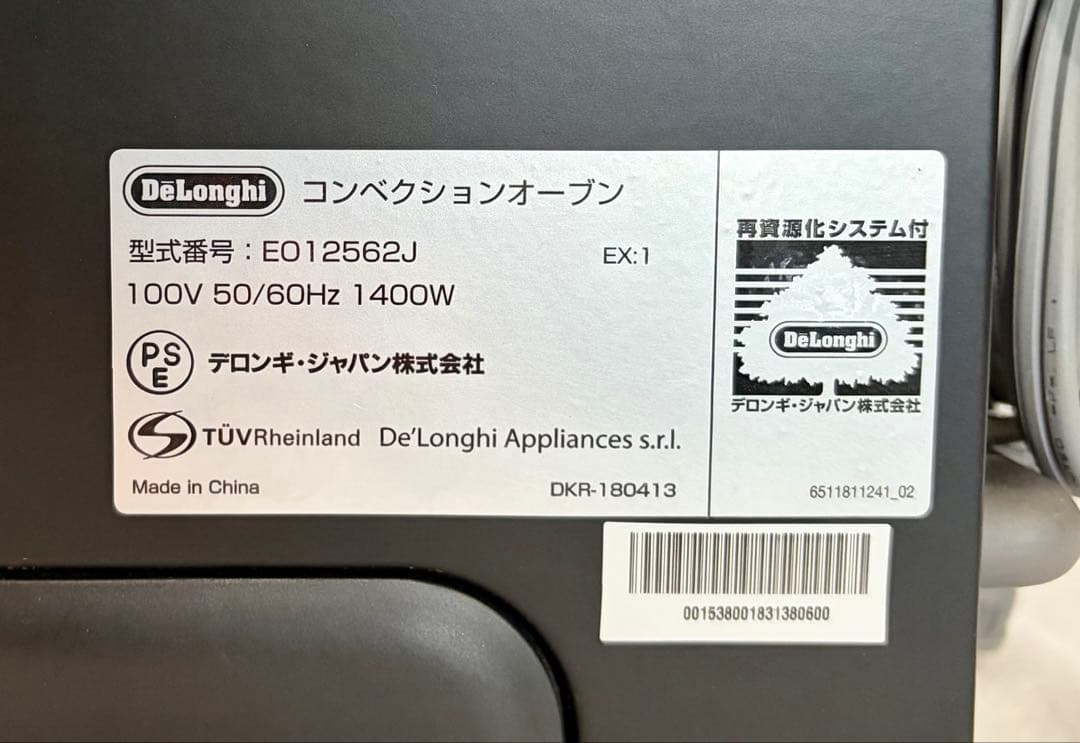 DeLonghi コンベクションオーブン
型式番号：EO12562J EX:1
100V 50/60Hz 1400W
PSE デロンギ・ジャパン株式会社
TÜVRheinland De'Longhi Appliances s.r.l.
Made in China DKR-180413
再資源化システム付
DeLonghi
デロンギ・ジャパン株式会社
6511811241_02
001538001831380600